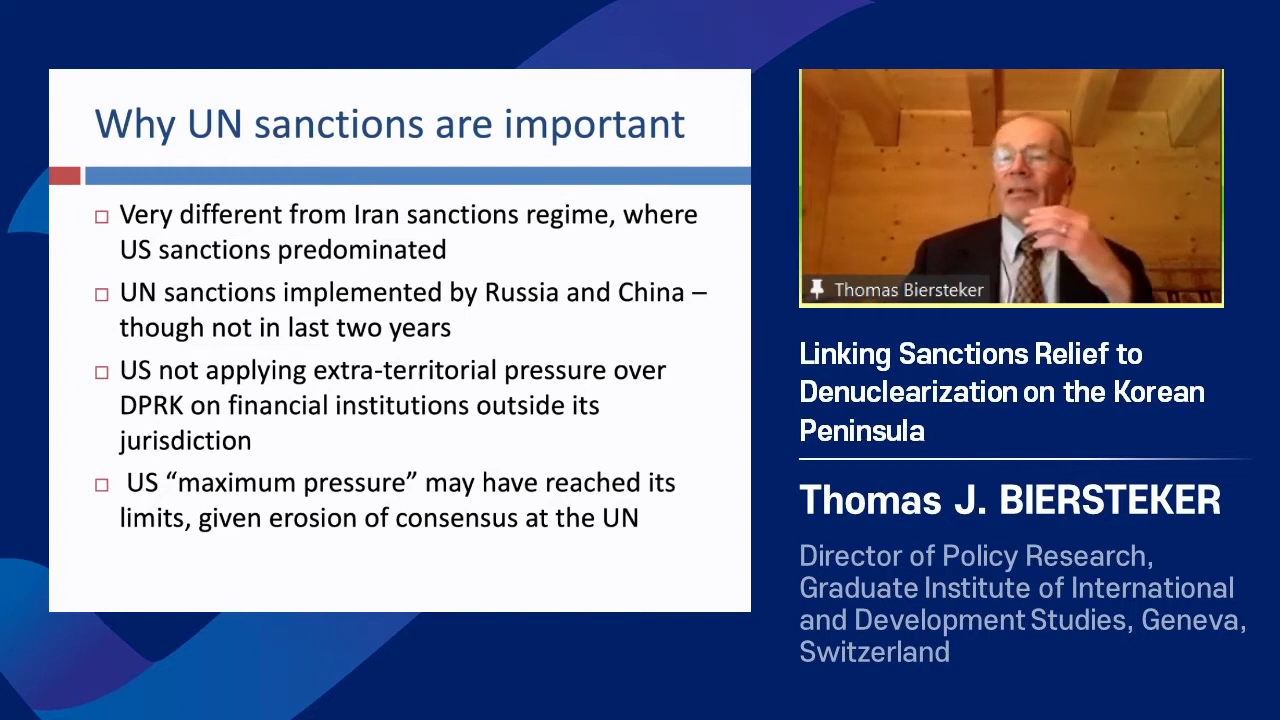 Why UN sanctions are important
Very different from Iran sanctions regime, where
US sanctions predominated
UN sanctions implemented by Russia and China –
though not in last two years
US not applying extra-territorial pressure over
DPRK on financial institutions outside its
jurisdiction
US “maximum pressure” may have reached its
limits, given erosion of consensus at the UN
Thomas Biersteker
Linking Sanctions Relief to
Denuclearization on the Korean
Peninsula
Thomas J. BIERSTEKER
Director of Policy Research,
Graduate Institute of International
and Development Studies, Geneva,
Switzerland